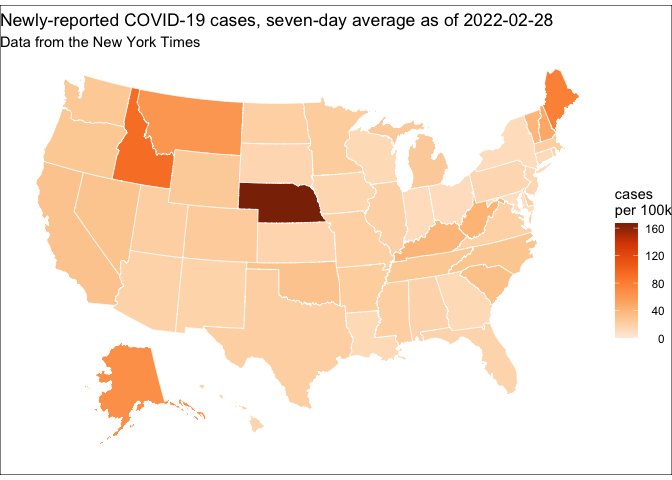 Newly-reported COVID-19 cases, seven-day average as of 2022-02-28
Data from the New York Times
cases
per 100k
160
120
80
40
0